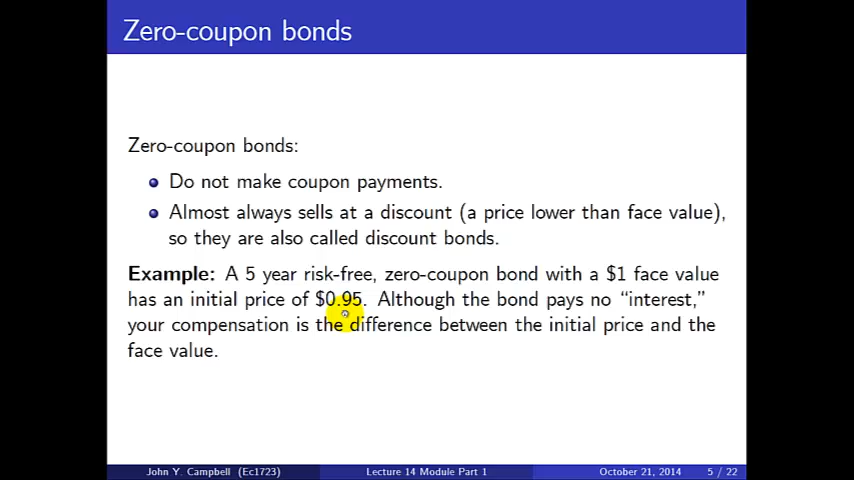 Zero-coupon bonds
Zero-coupon bonds:
Do not make coupon payments.
Almost always sells at a discount (a price lower than face value),
so they are also called discount bonds.
Example: A 5 year risk-free, zero-coupon bond with a $1 face value
has an initial price of $0.95. Although the bond pays no “interest,”
your compensation is the difference between the initial price and the
face value.
John Y. Campbell (Ec1723) Lecture 14 Module Part 1 October 21, 2014 5 / 22